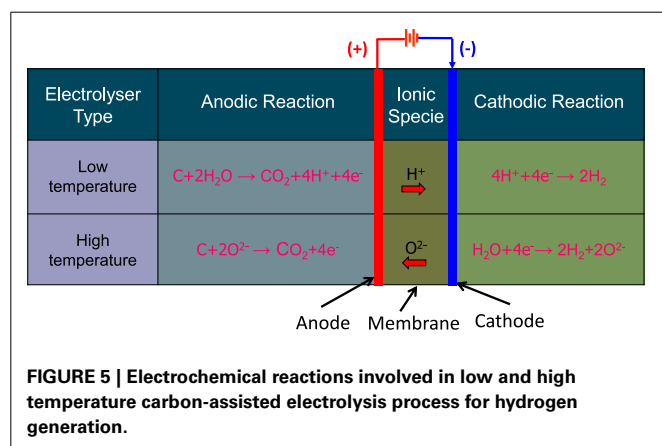 (+) (-)
Electrolyser Type Anodic Reaction Ionic Specie Cathodic Reaction
Low temperature C+2H₂O → CO₂+4H⁺+4e⁻ H⁺ 4H⁺+4e⁻→ 2H₂
High temperature C+2O²⁻→ CO₂+4e⁻ O²⁻ H₂O+4e⁻→ 2H₂+2O²⁻
Anode Membrane Cathode
FIGURE 5 | Electrochemical reactions involved in low and high
temperature carbon-assisted electrolysis process for hydrogen
generation.